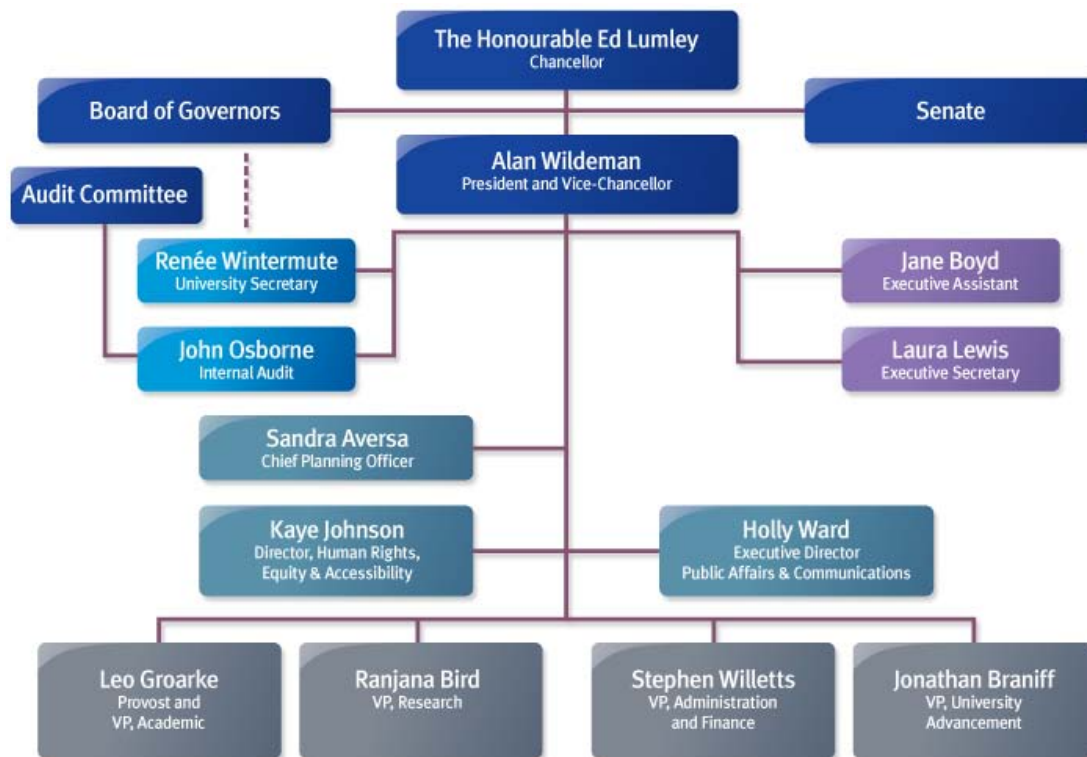 The Honourable Ed Lumley
Chancellor
Board of Governors
Senate
Alan Wildeman
President and Vice-Chancellor
Audit Committee
Renée Wintermute
University Secretary
Jane Boyd
Executive Assistant
John Osborne
Internal Audit
Laura Lewis
Executive Secretary
Sandra Aversa
Chief Planning Officer
Kaye Johnson
Director, Human Rights,
Equity & Accessibility
Holly Ward
Executive Director
Public Affairs & Communications
Leo Groarke
Provost and
VP, Academic
Ranjana Bird
VP, Research
Stephen Willetts
VP, Administration
and Finance
Jonathan Braniff
VP, University
Advancement